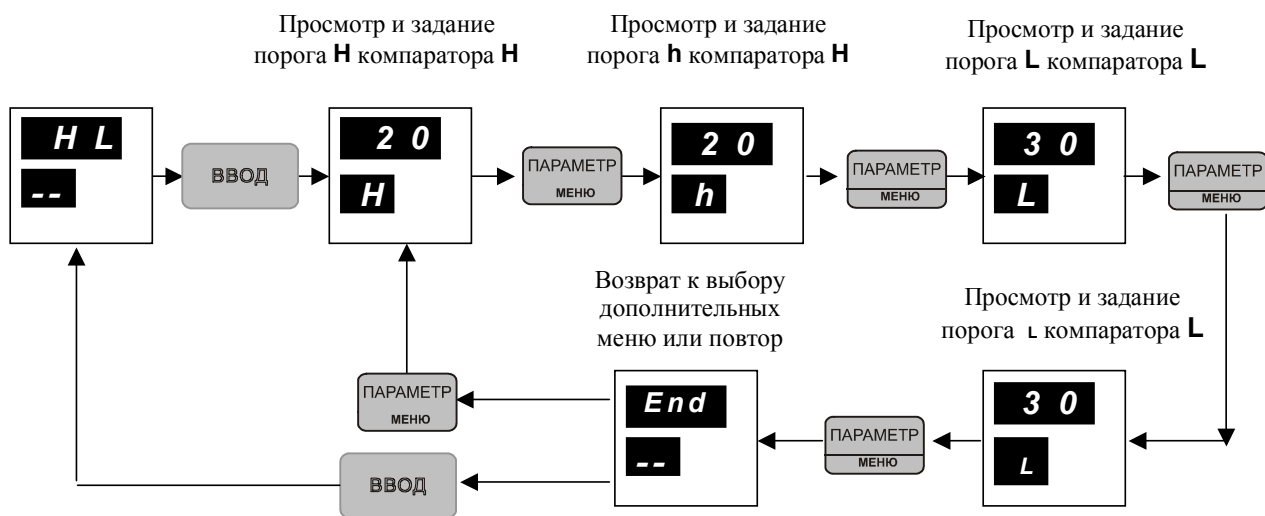 Просмотр и задание
порога H компаратора H
Просмотр и задание
порога h компаратора H
Просмотр и задание
порога L компаратора L
H L
--
ВВОД
2 0
H
ПАРАМЕТР
МЕНЮ
2 0
h
ПАРАМЕТР
МЕНЮ
3 0
L
ПАРАМЕТР
МЕНЮ
Возврат к выбору
дополнительных
меню или повтор
Просмотр и задание
порога ʟ компаратора L
ПАРАМЕТР
МЕНЮ
End
--
ПАРАМЕТР
МЕНЮ
3 0
ʟ
ВВОД